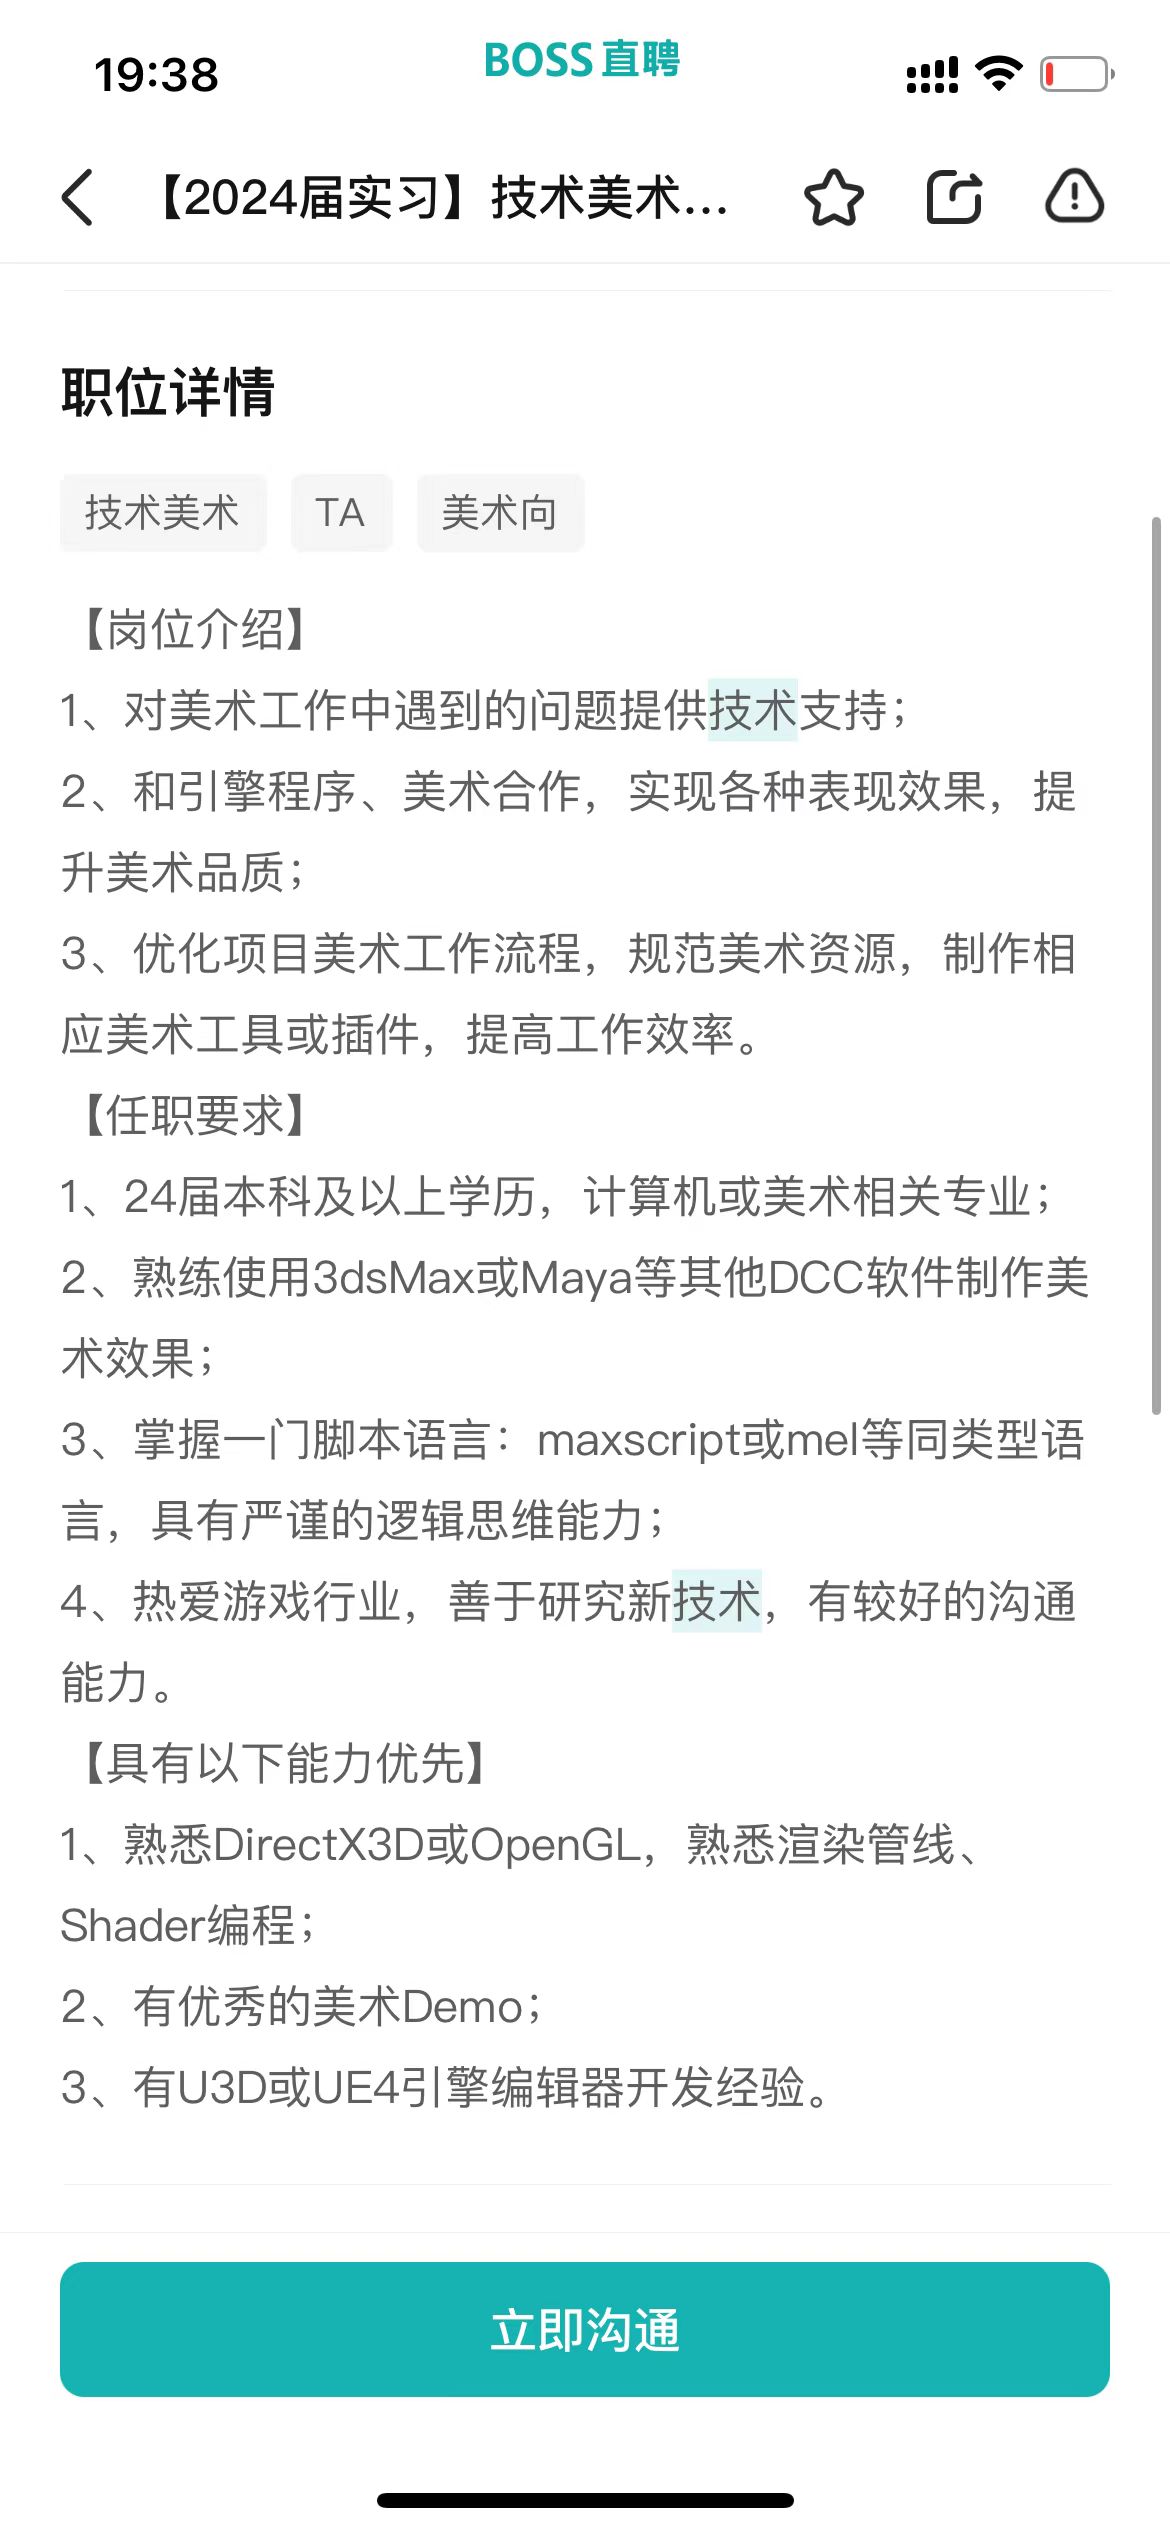 19:38
BOSS直聘
【2024届实习】技术美术...
职位详情
技术美术
TA
美术向
【岗位介绍】
1、对美术工作中遇到的问题提供技术支持；
2、和引擎程序、美术合作，实现各种表现效果，提
升美术品质；
3、优化项目美术工作流程，规范美术资源，制作相
应美术工具或插件，提高工作效率。
【任职要求】
1、24届本科及以上学历，计算机或美术相关专业；
2、熟练使用3dsMax或Maya等其他DCC软件制作美
术效果；
3、掌握一门脚本语言：maxscript或mel等同类型语
言，具有严谨的逻辑思维能力；
4、热爱游戏行业，善于研究新技术，有较好的沟通
能力。
【具有以下能力优先】
1、熟悉DirectX3D或OpenGL，熟悉渲染管线、
Shader编程；
2、有优秀的美术Demo；
3、有U3D或UE4引擎编辑器开发经验。
立即沟通